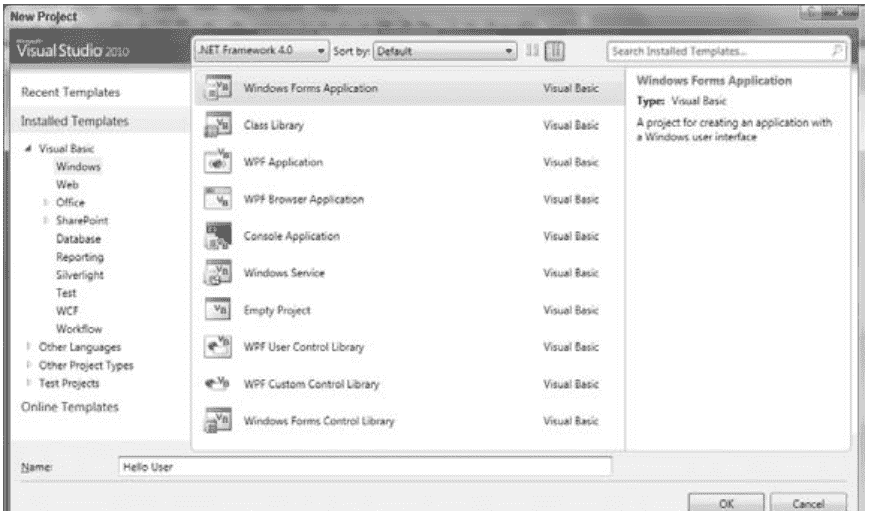 New Project
Microsoft
Visual Studio 2010
.NET Framework 4.0
Sort by: Default
Search Installed Templates...
Recent Templates
Installed Templates
Visual Basic
Windows
Web
Office
SharePoint
Database
Reporting
Silverlight
Test
WCF
Workflow
Other Languages
Other Project Types
Test Projects
Online Templates
Windows Forms Application Visual Basic
Class Library Visual Basic
WPF Application Visual Basic
WPF Browser Application Visual Basic
Console Application Visual Basic
Windows Service Visual Basic
Empty Project Visual Basic
WPF User Control Library Visual Basic
WPF Custom Control Library Visual Basic
Windows Forms Control Library Visual Basic
Windows Forms Application
Type: Visual Basic
A project for creating an application with
a Windows user interface
Name: Hello User
OK Cancel